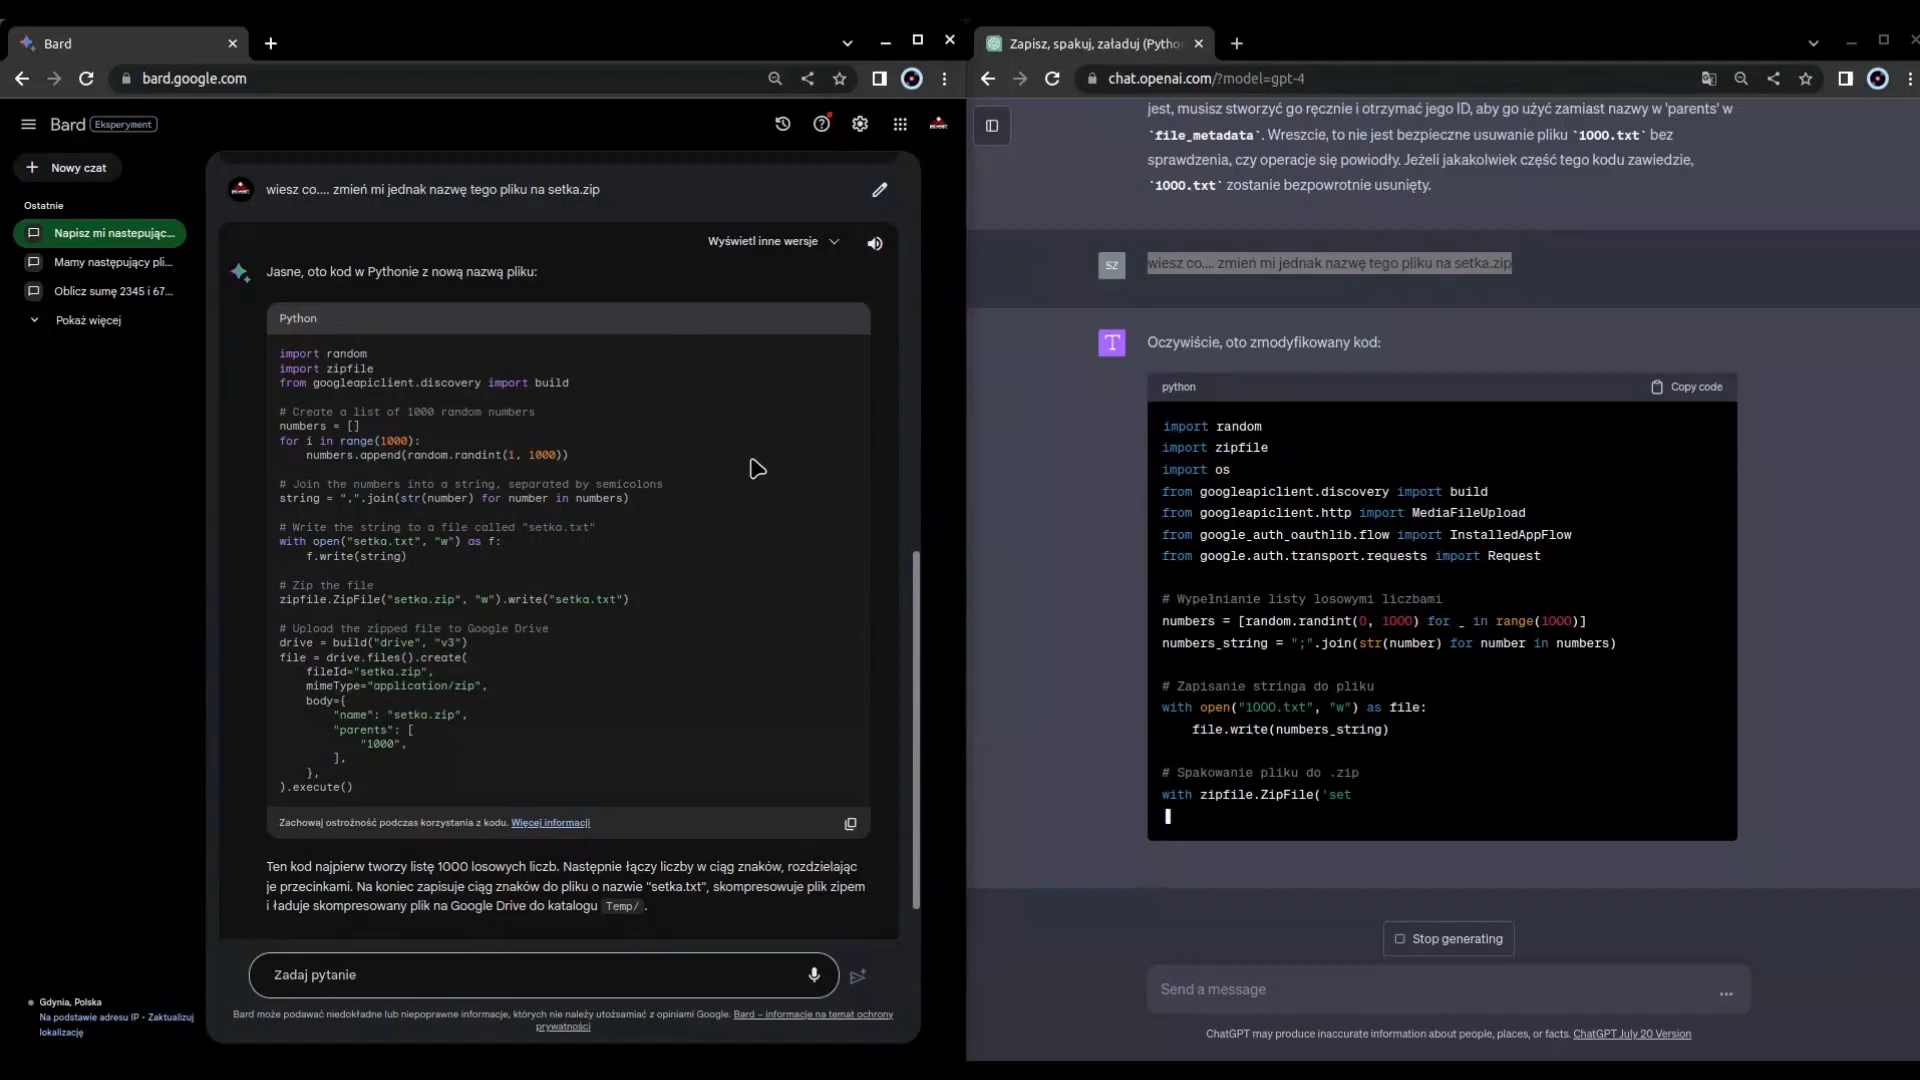 Bard
bard.google.com
Bard Eksperyment
Nowy czat
Ostatnie
Napisz mi nastepując...
Mamy następujący pli...
Oblicz sumę 2345 i 67...
Pokaż więcej
Gdynia, Polska
Na podstawie adresu IP • Zaktualizuj
lokalizację
wiesz co.... zmień mi jednak nazwę tego pliku na setka.zip
Wyświetl inne wersje
Jasne, oto kod w Pythonie z nową nazwą pliku:
Python
import random
import zipfile
from googleapiclient.discovery import build
# Create a list of 1000 random numbers
numbers = []
for i in range(1000):
    numbers.append(random.randint(1, 1000))
# Join the numbers into a string, separated by semicolons
string = ",".join(str(number) for number in numbers)
# Write the string to a file called "setka.txt"
with open("setka.txt", "w") as f:
    f.write(string)
# Zip the file
zipfile.ZipFile("setka.zip", "w").write("setka.txt")
# Upload the zipped file to Google Drive
drive = build("drive", "v3")
file = drive.files().create(
    fileId="setka.zip",
    mimeType="application/zip",
    body={
        "name": "setka.zip",
        "parents": [
            "1000",
        ],
    },
).execute()
Zachowaj ostrożność podczas korzystania z kodu. Więcej informacji
Ten kod najpierw tworzy listę 1000 losowych liczb. Następnie łączy liczby w ciąg znaków, rozdzielając
je przecinkami. Na koniec zapisuje ciąg znaków do pliku o nazwie "setka.txt", skompresowuje plik zipem
i ładuje skompresowany plik na Google Drive do katalogu Temp/ .
Zadaj pytanie
Bard może podawać niedokładne lub niepoprawne informacje, których nie należy utożsamiać z opiniami Google. Bard – informacje na temat ochrony
prywatności
Zapisz, spakuj, załaduj (Pytho
chat.openai.com/?model=gpt-4
jest, musisz stworzyć go ręcznie i otrzymać jego ID, aby go użyć zamiast nazwy w 'parents' w
`file_metadata`. Wreszcie, to nie jest bezpieczne usuwanie pliku `1000.txt` bez
sprawdzenia, czy operacje się powiodły. Jeżeli jakakolwiek część tego kodu zawiedzie,
`1000.txt` zostanie bezpowrotnie usunięty.
SZ
wiesz co.... zmień mi jednak nazwę tego pliku na setka.zip
T
Oczywiście, oto zmodyfikowany kod:
python
Copy code
import random
import zipfile
import os
from googleapiclient.discovery import build
from googleapiclient.http import MediaFileUpload
from google_auth_oauthlib.flow import InstalledAppFlow
from google.auth.transport.requests import Request
# Wypełnianie listy losowymi liczbami
numbers = [random.randint(0, 1000) for _ in range(1000)]
numbers_string = ";".join(str(number) for number in numbers)
# Zapisanie stringa do pliku
with open("1000.txt", "w") as file:
    file.write(numbers_string)
# Spakowanie pliku do .zip
with zipfile.ZipFile('set
Stop generating
Send a message
...
ChatGPT may produce inaccurate information about people, places, or facts. ChatGPT July 20 Version